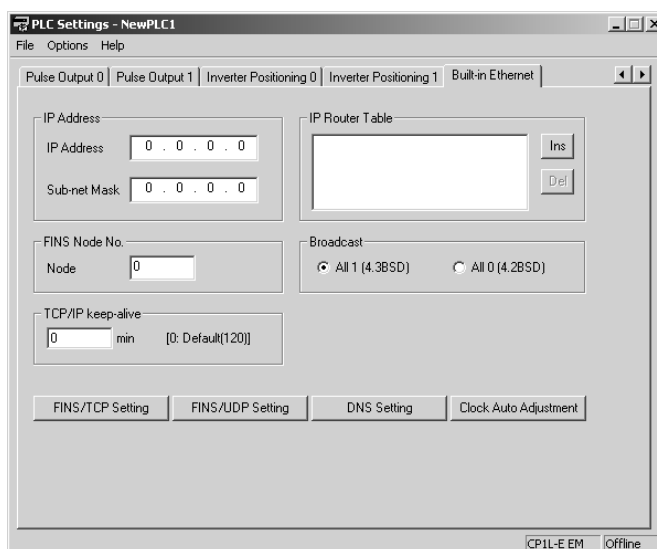 PLC Settings - NewPLC1
File Options Help
Pulse Output 0 Pulse Output 1 Inverter Positioning 0 Inverter Positioning 1 Built-in Ethernet
IP Address
IP Address 0 . 0 . 0 . 0
Sub-net Mask 0 . 0 . 0 . 0
IP Router Table
Ins
Del
FINS Node No.
Node 0
Broadcast
All 1 (4.3BSD) All 0 (4.2BSD)
TCP/IP keep-alive
0 min [0: Default(120)]
FINS/TCP Setting FINS/UDP Setting DNS Setting Clock Auto Adjustment
CP1L-E EM Offline